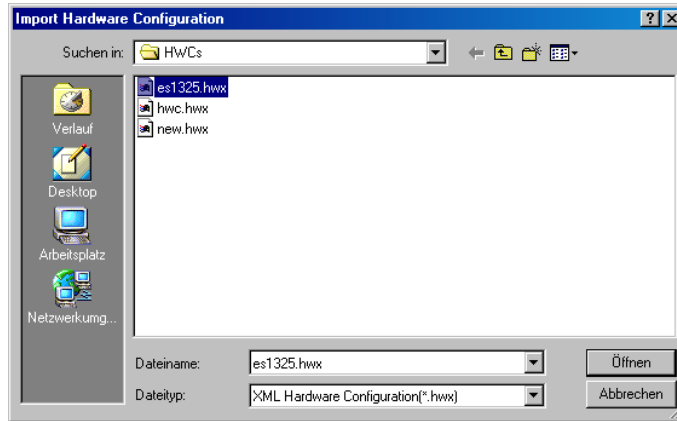 Import Hardware Configuration
Suchen in: HWCs
es1325.hwx
hwc.hwx
new.hwx
Verlauf
Desktop
Arbeitsplatz
Netzwerkumg...
Dateiname: es1325.hwx Öffnen
Dateityp: XML Hardware Configuration(*.hwx) Abbrechen